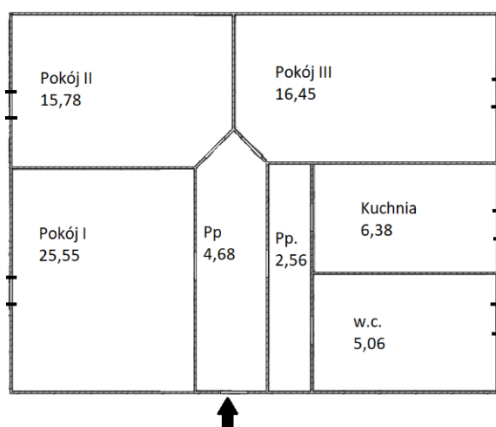 Pokój II
15,78
Pokój III
16,45
Pokój I
25,55
Pp
4,68
Pp.
2,56
Kuchnia
6,38
w.c.
5,06